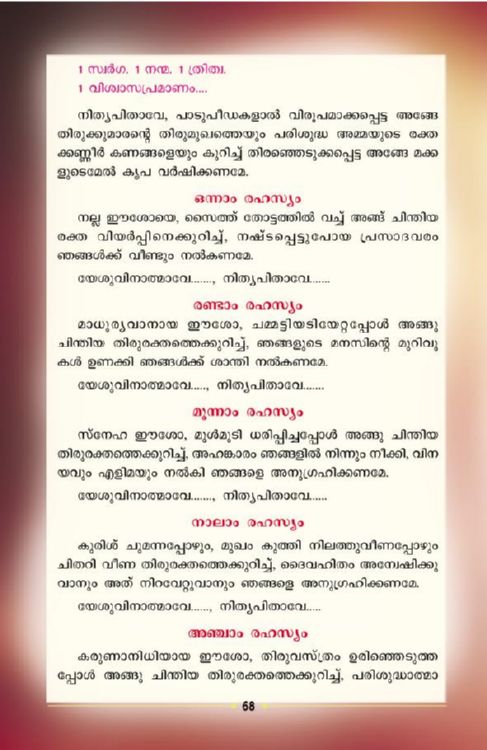 1 സ്വർഗ. 1 നന്മ. 1 ത്രിത്വ.
1 വിശ്വാസപ്രമാണം....
നിത്യപിതാവേ, പാടുപീഡകളാൽ വിരൂപമാക്കപ്പെട്ട അങ്ങേ
തിരുക്കുമാരന്റെ തിരുമുഖത്തെയും പരിശുദ്ധ അമ്മയുടെ രക്ത
ക്കണ്ണീർ കണങ്ങളെയും കുറിച്ച് തിരഞ്ഞെടുക്കപ്പെട്ട അങ്ങേ മക്ക
ളുടെമേൽ കൃപ വർഷിക്കണമേ.
ഒന്നാം രഹസ്യം
നല്ല ഈശോയെ, സൈത്ത് തോട്ടത്തിൽ വച്ച് അങ്ങ് ചിന്തിയ
രക്ത വിയർപ്പിനെക്കുറിച്ച്, നഷ്ടപ്പെട്ടുപോയ പ്രസാദവരം
ഞങ്ങൾക്ക് വീണ്ടും നൽകണമേ.
യേശുവിനാത്മാവേ......., നിത്യപിതാവേ.......
രണ്ടാം രഹസ്യം
മാധുര്യവാനായ ഈശോ, ചമ്മട്ടിയടിയേറ്റപ്പോൾ അങ്ങു
ചിന്തിയ തിരുരക്തത്തെക്കുറിച്ച്, ഞങ്ങളുടെ മനസിന്റെ മുറിവു
കൾ ഉണക്കി ഞങ്ങൾക്ക് ശാന്തി നൽകണമേ.
യേശുവിനാത്മാവേ....., നിത്യപിതാവേ.......
മൂന്നാം രഹസ്യം
സ്നേഹ ഈശോ, മുൾമുടി ധരിപ്പിച്ചപ്പോൾ അങ്ങു ചിന്തിയ
തിരുരക്തത്തെക്കുറിച്ച്, അഹങ്കാരം ഞങ്ങളിൽ നിന്നും നീക്കി, വിന
യവും എളിമയും നൽകി ഞങ്ങളെ അനുഗ്രഹിക്കണമേ.
യേശുവിനാത്മാവേ......., നിത്യപിതാവേ......
നാലാം രഹസ്യം
കുരിശ് ചുമന്നപ്പോഴും, മുഖം കുത്തി നിലത്തുവീണപ്പോഴും
ചിതറി വീണ തിരുരക്തത്തെക്കുറിച്ച്, ദൈവഹിതം അന്വേഷിക്കു
വാനും അത് നിറവേറ്റുവാനും ഞങ്ങളെ അനുഗ്രഹിക്കണമേ.
യേശുവിനാത്മാവേ......, നിത്യപിതാവേ.....
അഞ്ചാം രഹസ്യം
കരുണാനിധിയായ ഈശോ, തിരുവസ്ത്രം ഉരിഞ്ഞെടുത്ത
പ്പോൾ അങ്ങു ചിന്തിയ തിരുരക്തത്തെക്കുറിച്ച്, പരിശുദ്ധാത്മാ
68